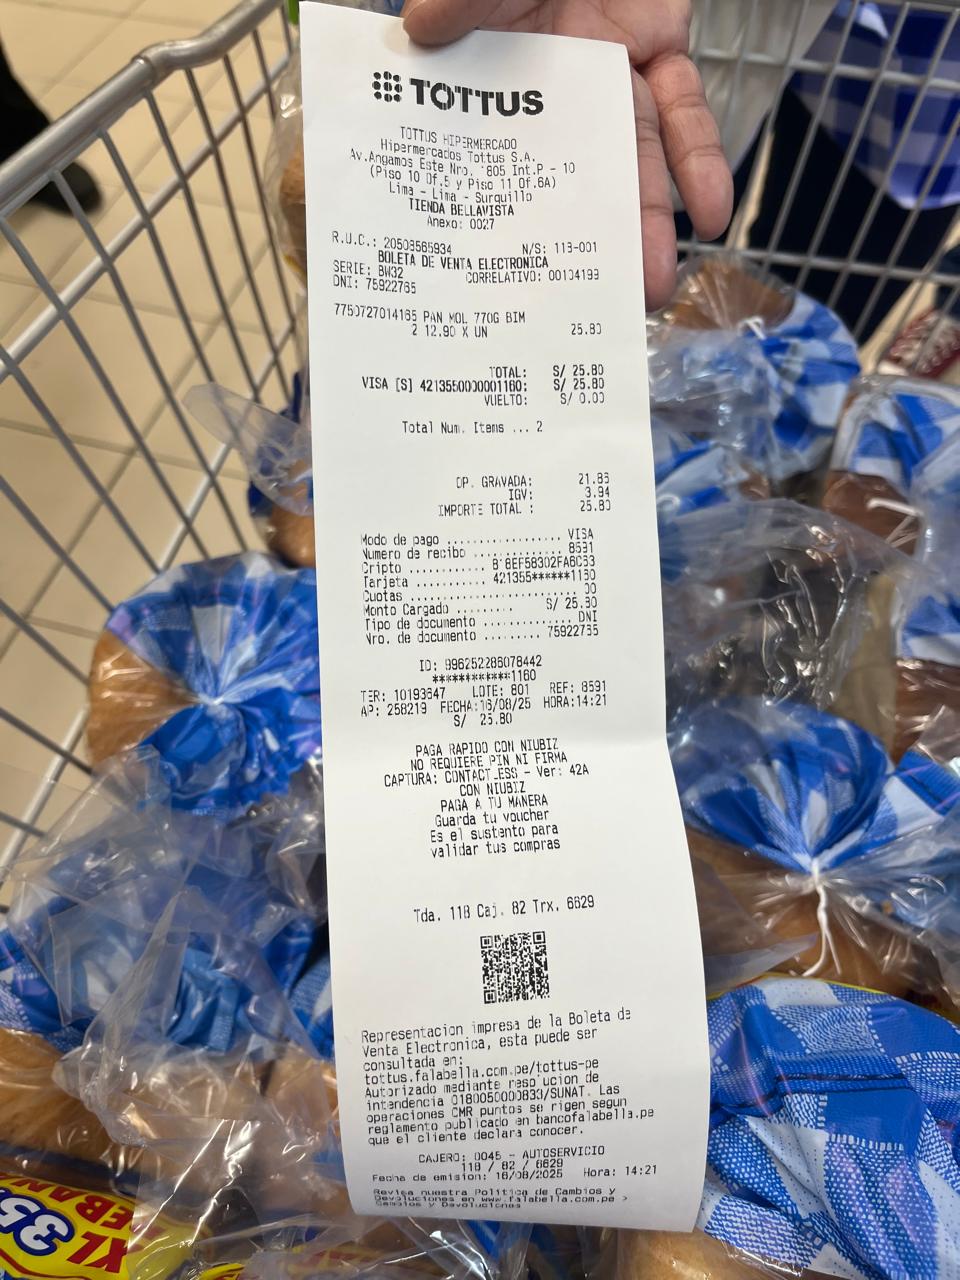 TOTTUS
TOTTUS HIPERMERCADO
Hipermercados Tottus S.A.
Av.Angamos Este Nro. 1805 Int.P - 10
(Piso 10 Of.5 y Piso 11 Of.6A)
Lima - Lima - Surquillo
TIENDA BELLAVISTA
Anexo: 0027
R.U.C.: 20508565934 N/S: 113-001
BOLETA DE VENTA ELECTRONICA
SERIE: BW32 CORRELATIVO: 00104193
DNI: 75922765
7750727014165 PAN MOL 770G BIM
2 12.90 X UN 25.80
TOTAL: S/ 25.80
VISA [S] 4213550000001160: S/ 25.80
VUELTO: S/ 0.00
Total Num. Items ... 2
OP. GRAVADA: 21.86
IGV: 3.94
IMPORTE TOTAL : 25.80
Modo de pago ................. VISA
Numero de recibo ............. 8591
Cripto ...........
Tarjeta .......... 421355******1160
Cuotas ......................... 00
Monto Cargado ........ S/ 25.80
Tipo de documento ............. DNI
Nro. de documento ........ 75922765
ID: 996252286078442
************1160
TER: 10193647 LOTE: 801 REF: 8591
AP: 258219 FECHA:16/08/25 HORA:14:21
S/ 25.80
PAGA RAPIDO CON NIUBIZ
NO REQUIERE PIN NI FIRMA
CAPTURA: CONTACTLESS - Ver: 42A
CON NIUBIZ
PAGA A TU MANERA
Guarda tu voucher
Es el sustento para
validar tus compras
Tda. 118 Caj. 82 Trx. 6629
Representacion impresa de la Boleta de
Venta Electronica, esta puede ser
consultada en:
tottus.falabella.com.pe/tottus-pe
Autorizado mediante resolucion de
intendencia 0180050000833/SUNAT. Las
operaciones CMR puntos se rigen segun
reglamento publicado en bancofalabella.pe
que el cliente declara conocer.
CAJERO: 0045 - AUTOSERVICIO
118 / 82 / 6629
Fecha de emision: 16/08/2025 Hora: 14:21
Revisa nuestra Politica de Cambios y
Devoluciones en www.falabella.com.pe >
Cambios y Devoluciones
XL
35